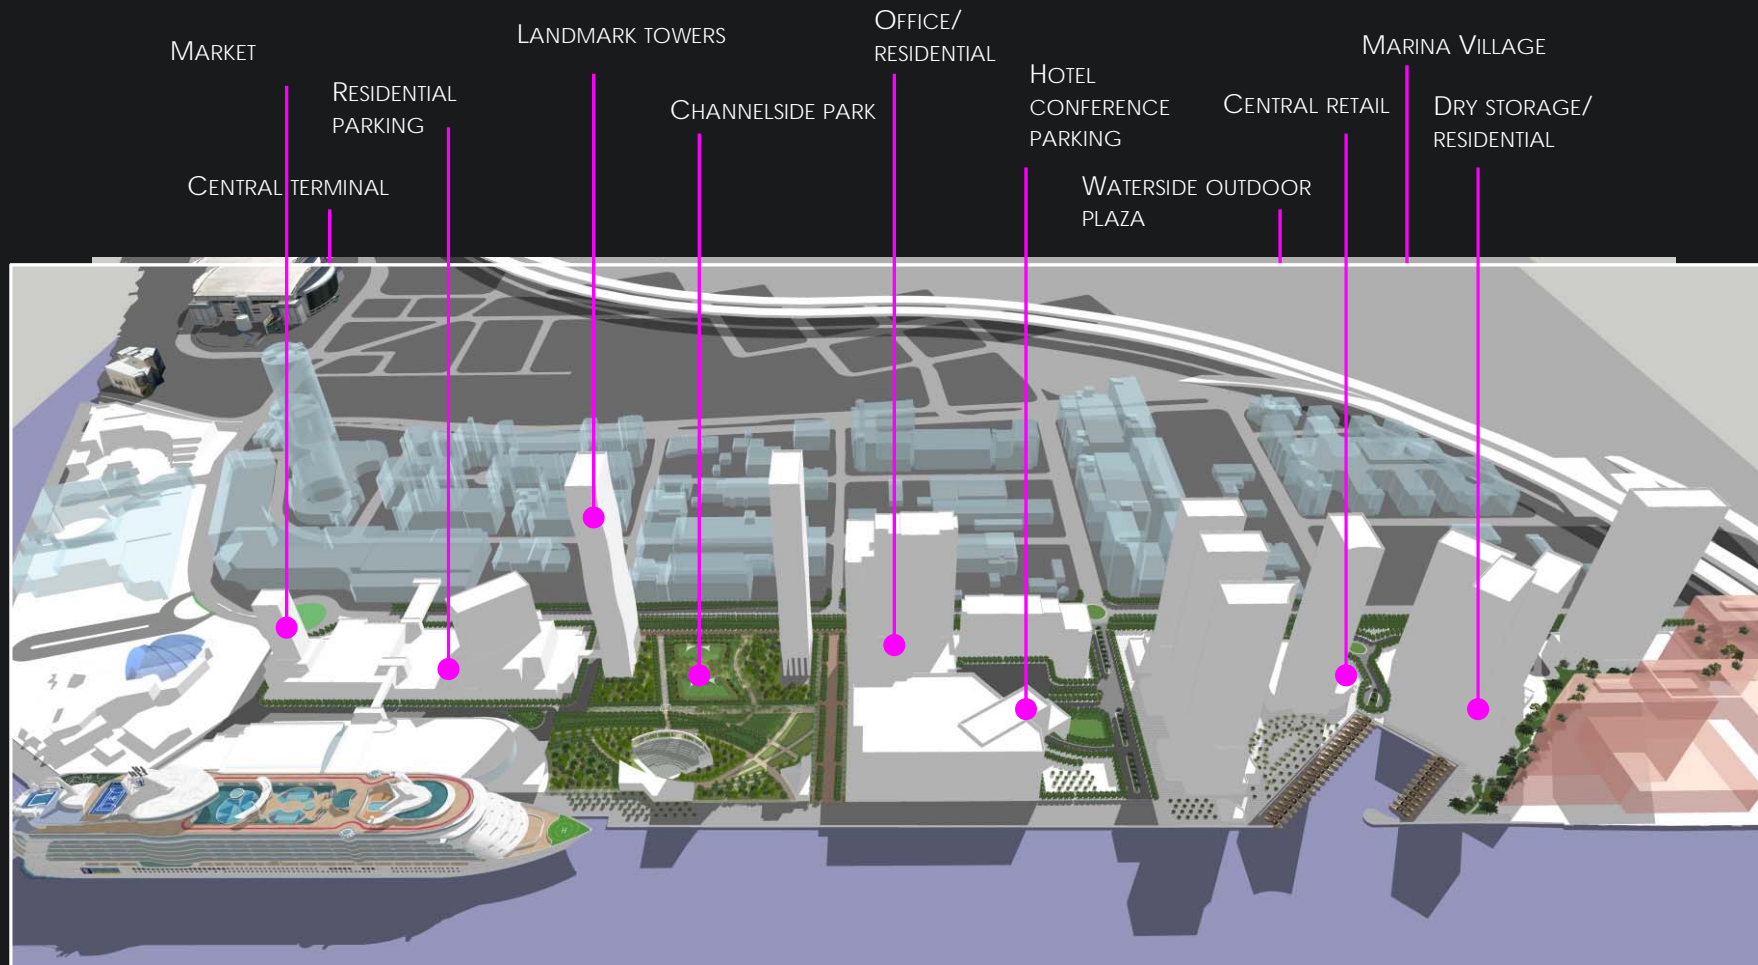 MARKET
LANDMARK TOWERS
OFFICE/
RESIDENTIAL
MARINA VILLAGE
RESIDENTIAL
PARKING
CHANNELSIDE PARK
HOTEL
CONFERENCE
PARKING
CENTRAL RETAIL
DRY STORAGE/
RESIDENTIAL
CENTRAL TERMINAL
WATERSIDE OUTDOOR
PLAZA